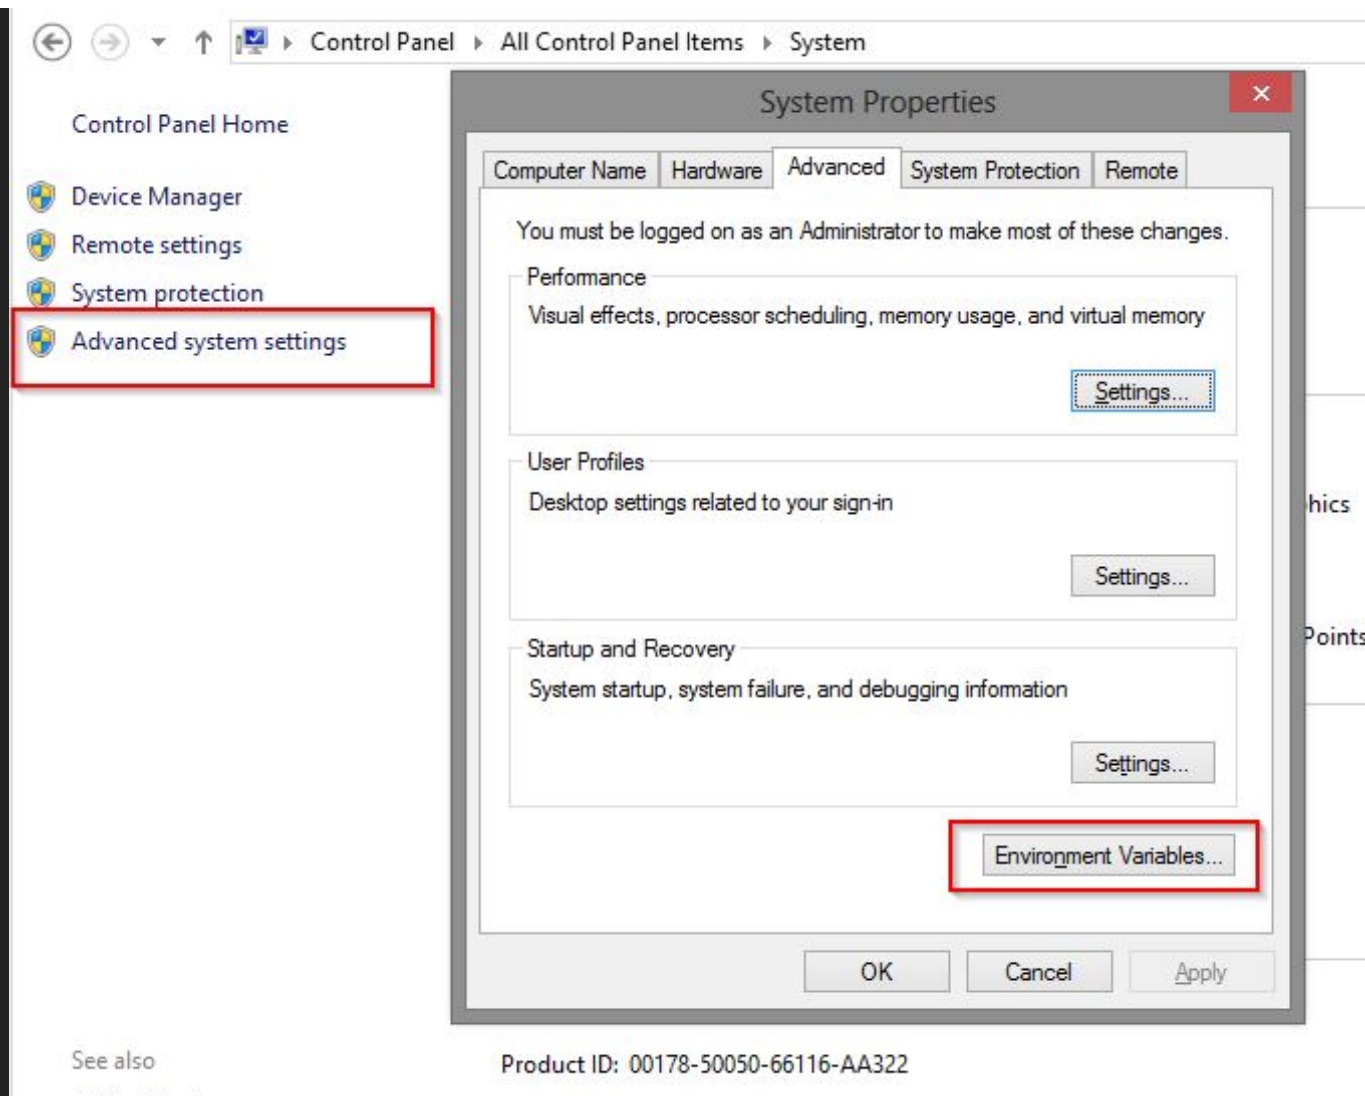 Control Panel All Control Panel Items System
System Properties
Control Panel Home
Device Manager
Remote settings
System protection
Advanced system settings
Computer Name Hardware Advanced System Protection Remote
You must be logged on as an Administrator to make most of these changes.
Performance
Visual effects, processor scheduling, memory usage, and virtual memory
Settings...
User Profiles
Desktop settings related to your sign-in
Settings...
Startup and Recovery
System startup, system failure, and debugging information
Settings...
Environment Variables...
OK Cancel Apply
hics
Points
See also
Product ID: 00178-50050-66116-AA322